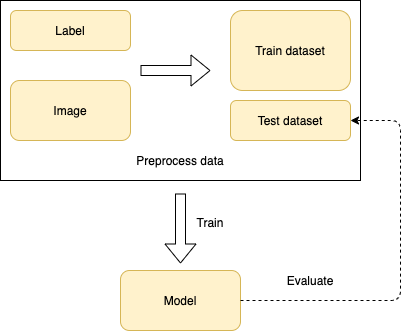 Label
Train dataset
Image
Test dataset
Preprocess data
Train
Evaluate
Model